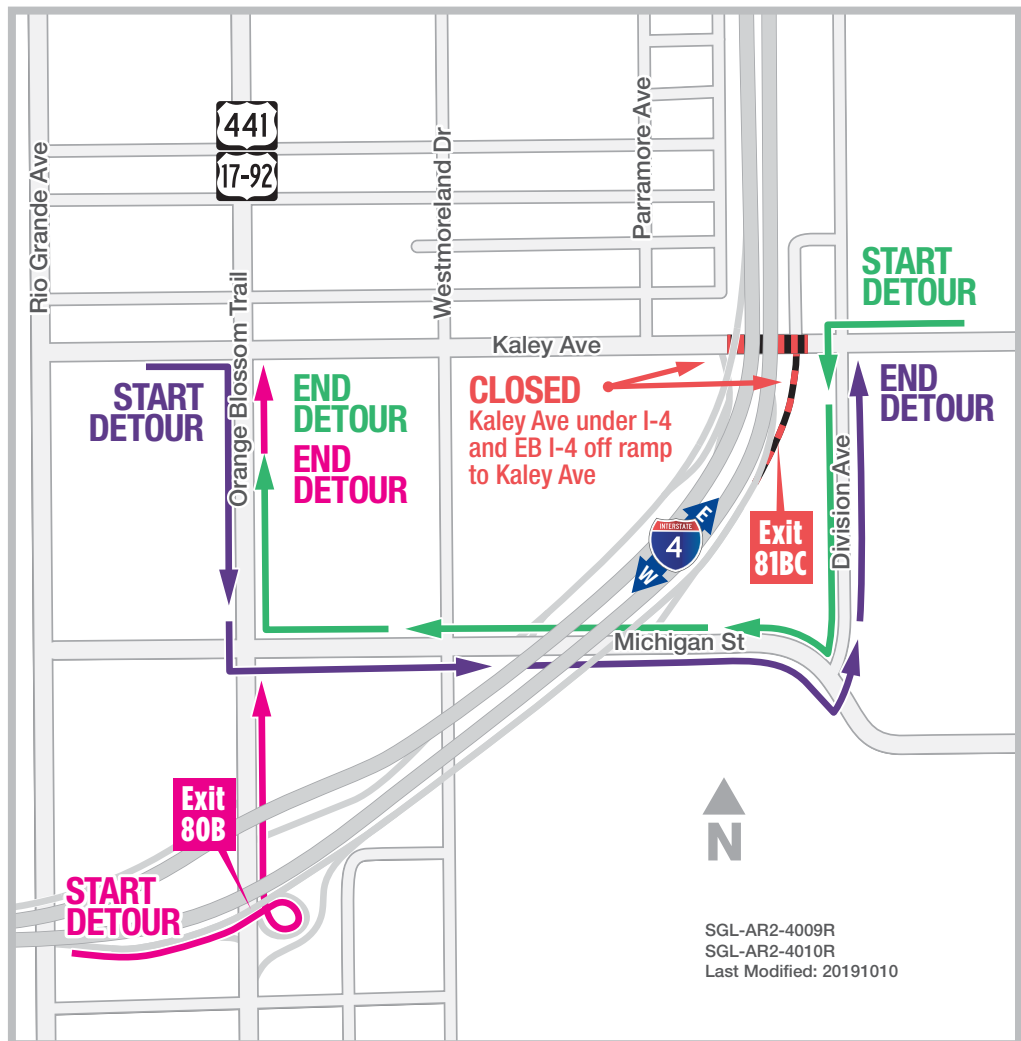 441
17-92
Rio Grande Ave
Orange Blossom Trail
Westmoreland Dr
Parramore Ave
START
DETOUR
Kaley Ave
START
DETOUR
END
DETOUR
END
DETOUR
CLOSED
Kaley Ave under I-4
and EB I-4 off ramp
to Kaley Ave
END
DETOUR
Division Ave
Exit
81BC
E
INTERSTATE
4
W
Michigan St
Exit
80B
N
START
DETOUR
SGL-AR2-4009R
SGL-AR2-4010R
Last Modified: 20191010